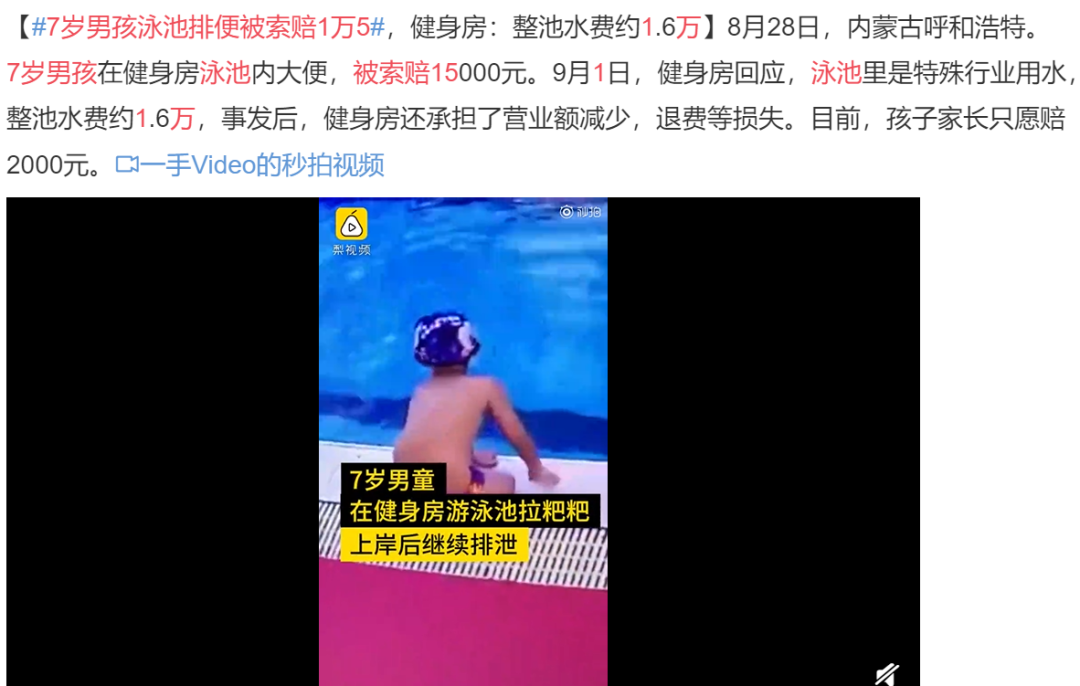 【#7岁男孩泳池排便被索赔1万5#，健身房：整池水费约1.6万】8月28日，内蒙古呼和浩特。
7岁男孩在健身房泳池内大便，被索赔15000元。9月1日，健身房回应，泳池里是特殊行业用水，
整池水费约1.6万，事发后，健身房还承担了营业额减少，退费等损失。目前，孩子家长只愿赔
2000元。一手Video的秒拍视频
秒拍
梨视频
7岁男童
在健身房游泳池拉粑粑
上岸后继续排泄